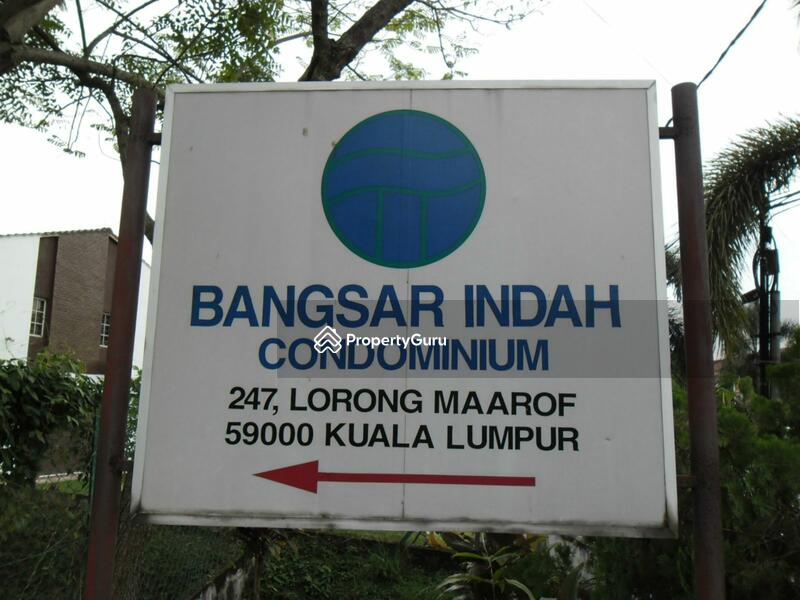 BANGSAR INDAH
PropertyGuru
CONDOMINIUM
247, LORONG MAAROF
59000 KUALA LUMPUR